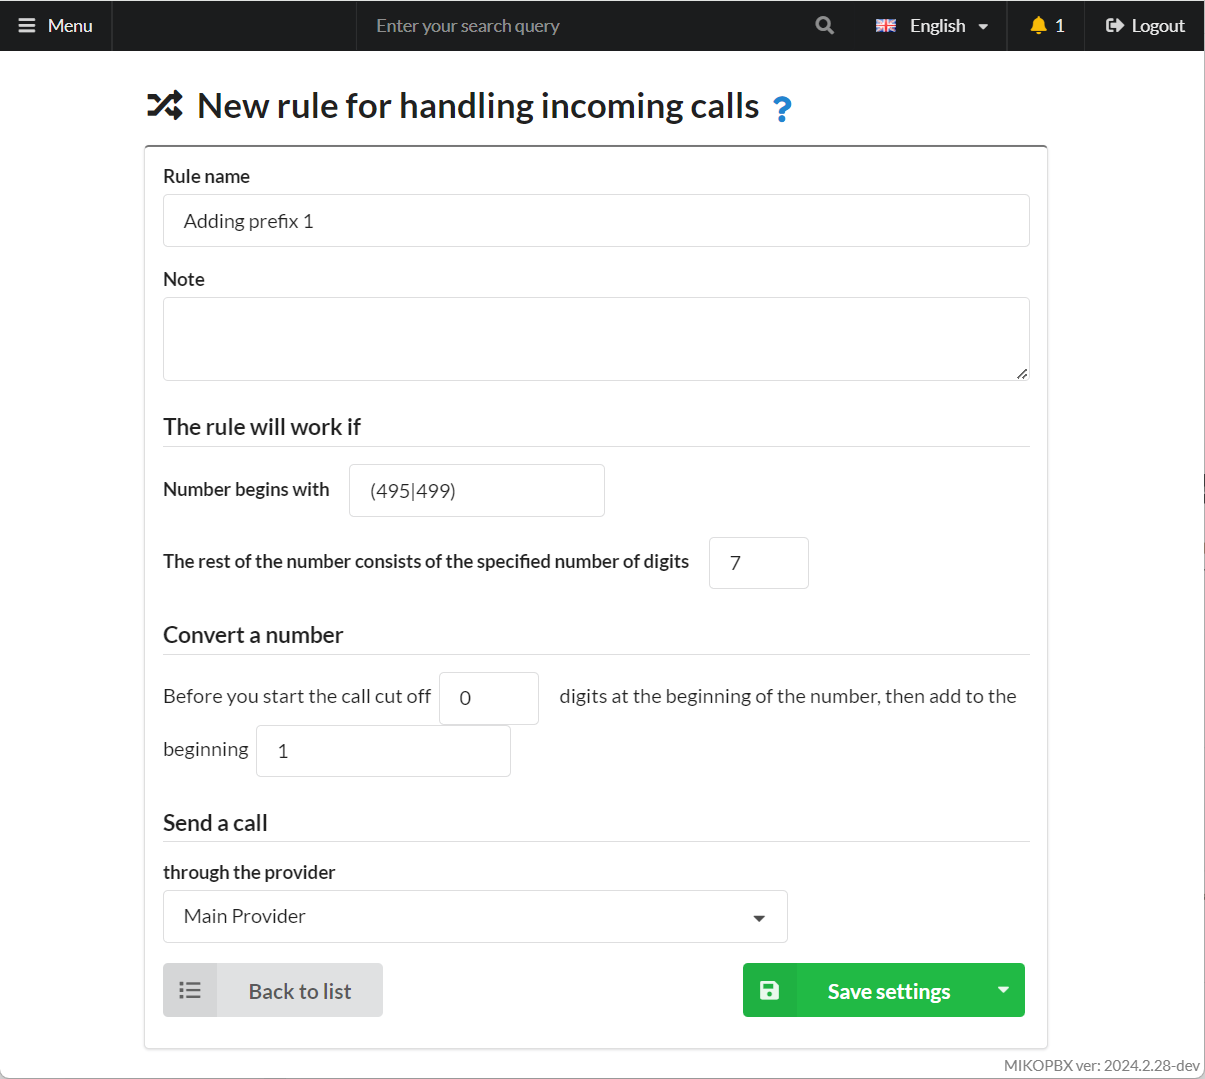 Menu
Enter your search query
English
1
Logout
New rule for handling incoming calls ?
Rule name
Adding prefix 1
Note
The rule will work if
Number begins with (495|499)
The rest of the number consists of the specified number of digits 7
Convert a number
Before you start the call cut off 0 digits at the beginning of the number, then add to the
beginning 1
Send a call
through the provider
Main Provider
Back to list
Save settings
MIKOPBX ver: 2024.2.28-dev